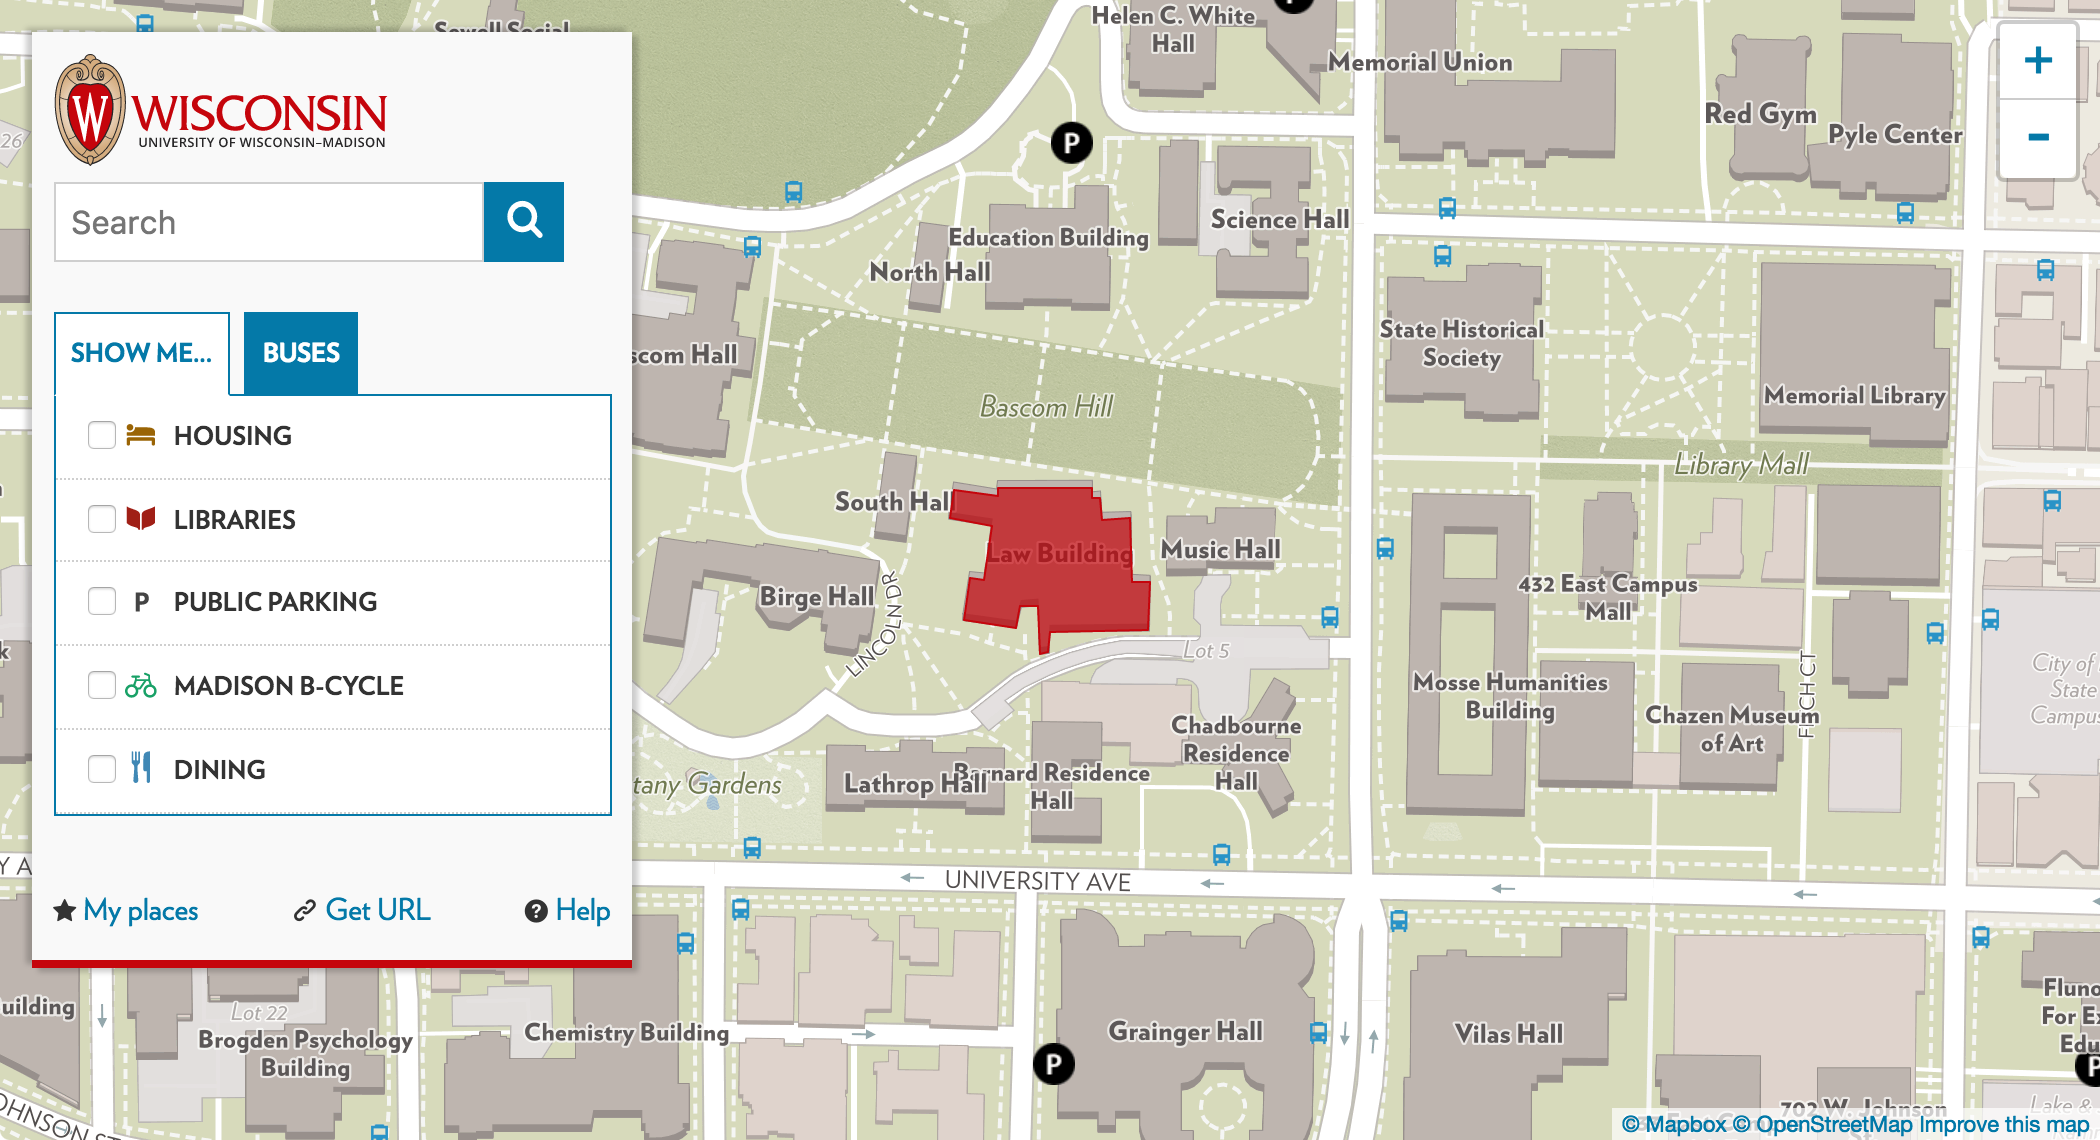 WISCONSIN
UNIVERSITY OF WISCONSIN–MADISON
Search
SHOW ME...
BUSES
HOUSING
LIBRARIES
P PUBLIC PARKING
MADISON B-CYCLE
DINING
My places
Get URL
? Help
Sewell Social
26
Helen C. White
Hall
P
Memorial Union
Red Gym
Pyle Center
+
-
P
Science Hall
Education Building
North Hall
scom Hall
State Historical
Society
Memorial Library
Bascom Hill
Library Mall
South Hall
Law Building
Music Hall
Birge Hall
LINCOLN DR
Lot 5
432 East Campus
Mall
Mosse Humanities
Building
Chazen Museum
of Art
FITCH CT
City of
State
Campus
Chadbourne
Residence
Hall
Barnard Residence
Hall
Lathrop Hall
tany Gardens
Y A
UNIVERSITY AVE
uilding
Lot 22
Brogden Psychology
Building
Chemistry Building
OHNSON ST
Grainger Hall
P
Vilas Hall
Fluno
For Ex
Edu
P
702 W. Johnson
Lake &
© Mapbox © OpenStreetMap Improve this map